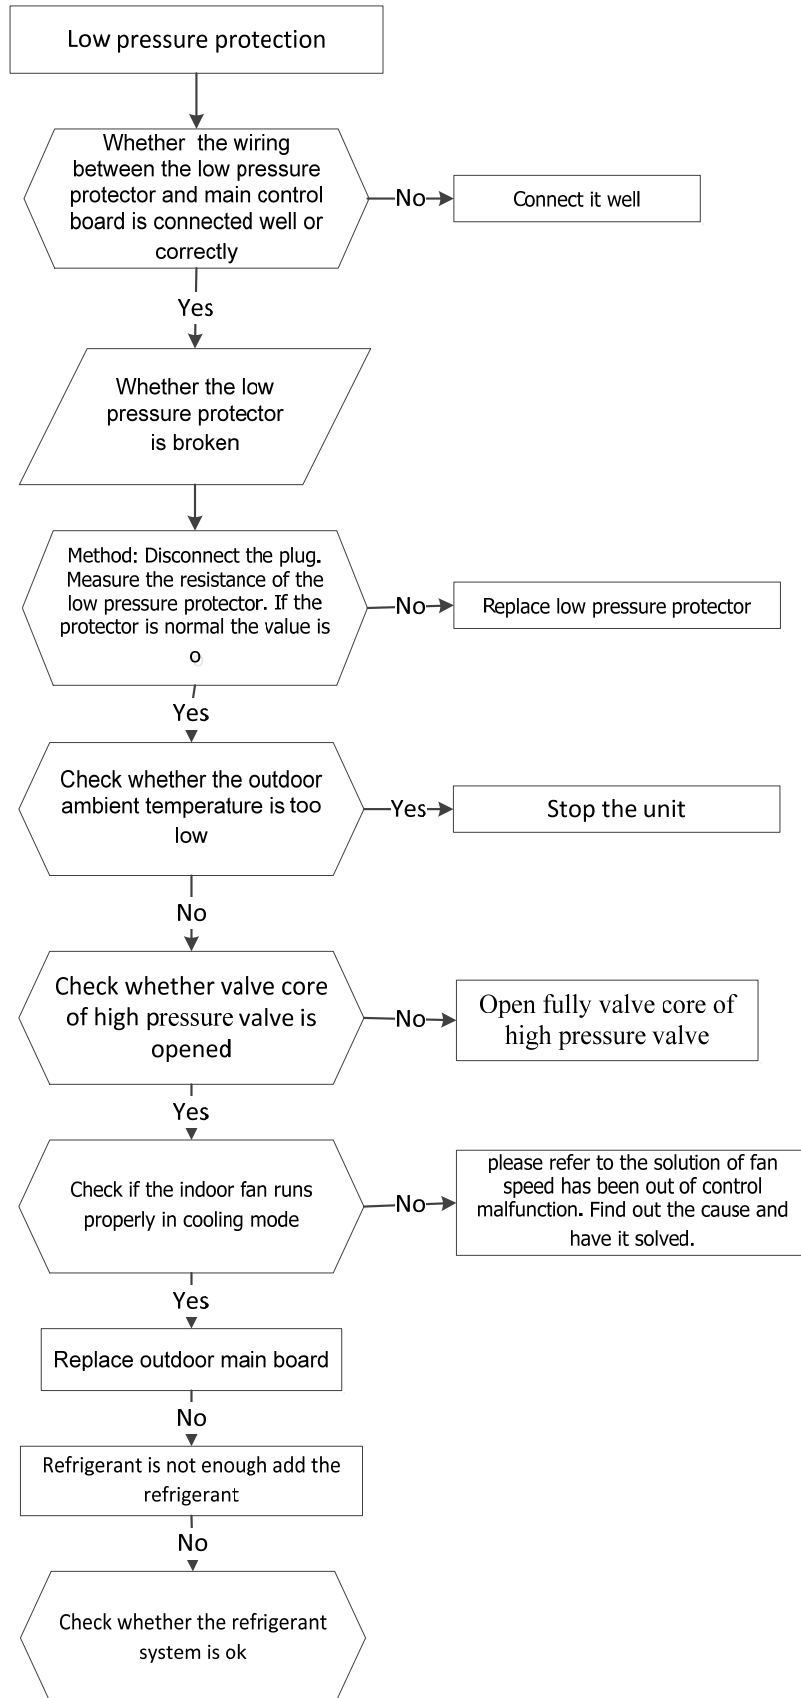 Low pressure protection
Whether the wiring
between the low pressure
protector and main control
board is connected well or
correctly
No
Connect it well
Yes
Whether the low
pressure protector
is broken
Method: Disconnect the plug.
Measure the resistance of the
low pressure protector. If the
protector is normal the value is
o
No
Replace low pressure protector
Yes
Check whether the outdoor
ambient temperature is too
low
Yes
Stop the unit
No
Check whether valve core
of high pressure valve is
opened
No
Open fully valve core of
high pressure valve
Yes
Check if the indoor fan runs
properly in cooling mode
No
please refer to the solution of fan
speed has been out of control
malfunction. Find out the cause and
have it solved.
Yes
Replace outdoor main board
No
Refrigerant is not enough add the
refrigerant
No
Check whether the refrigerant
system is ok